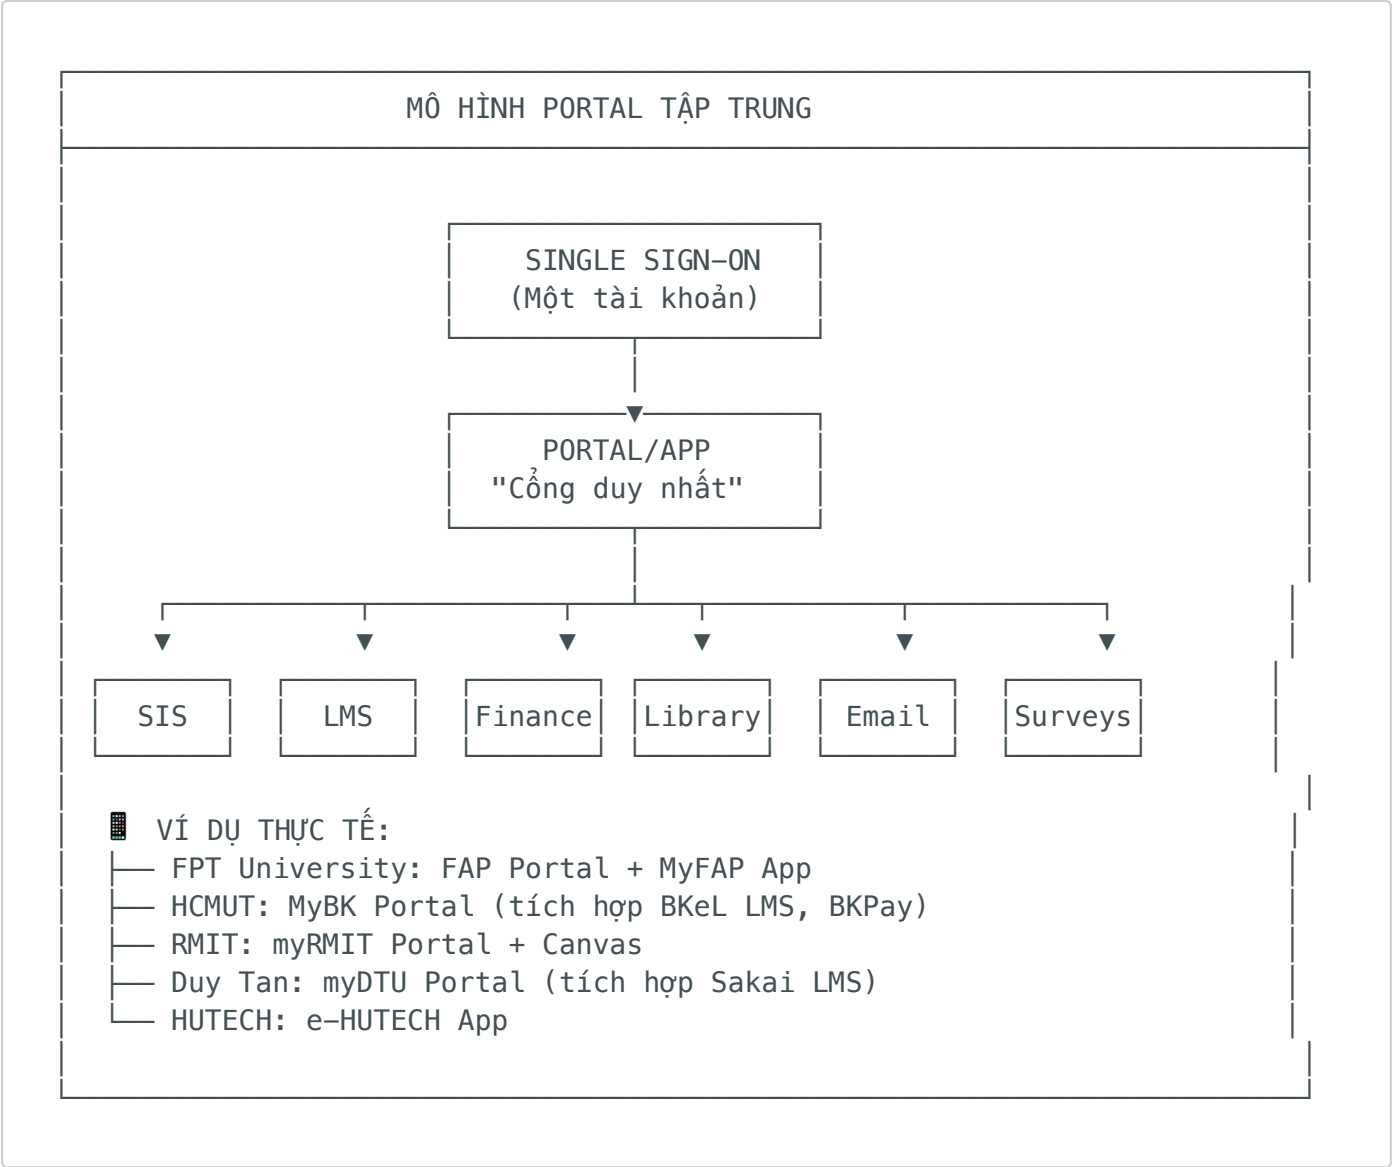 MÔ HÌNH PORTAL TẬP TRUNG
SINGLE SIGN-ON
(Một tài khoản)
PORTAL/APP
"Cổng duy nhất"
SIS LMS Finance Library Email Surveys
VÍ DỤ THỰC TẾ:
FPT University: FAP Portal + MyFAP App
HCMUT: MyBK Portal (tích hợp BKeL LMS, BKPay)
RMIT: myRMIT Portal + Canvas
Duy Tan: myDTU Portal (tích hợp Sakai LMS)
HUTECH: e-HUTECH App